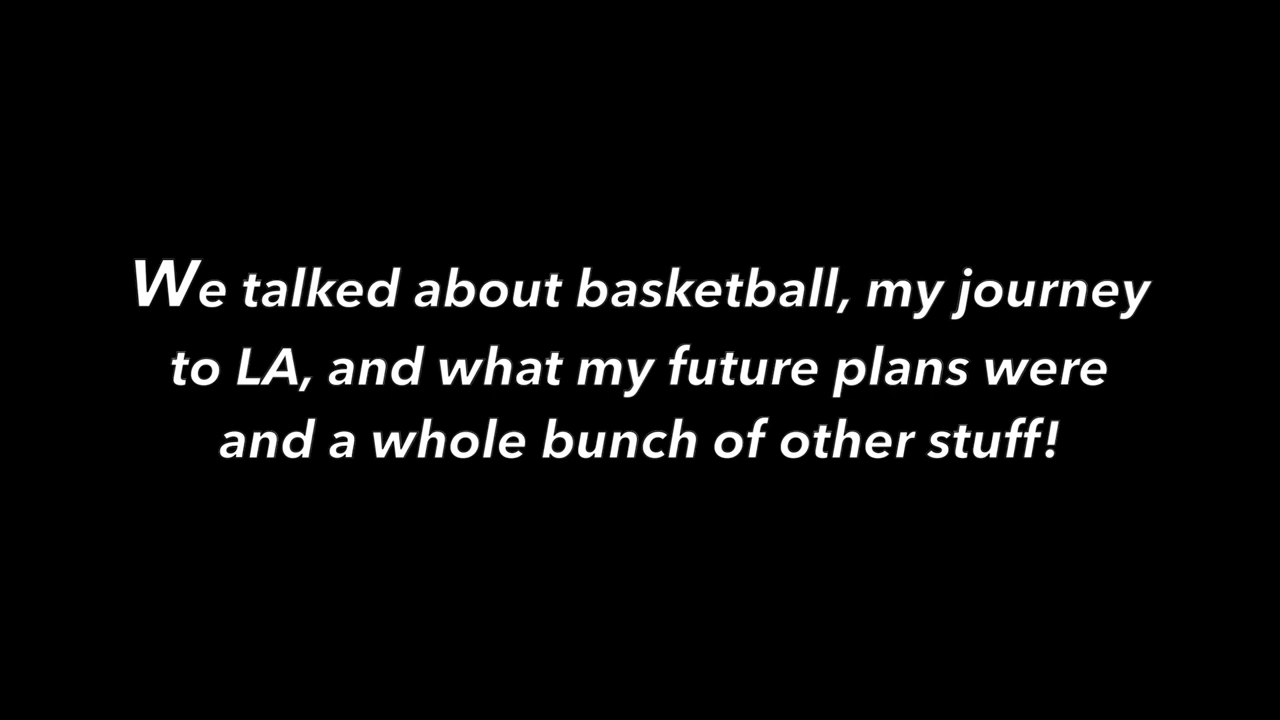 We talked about basketball, my journey
to LA, and what my future plans were
and a whole bunch of other stuff!